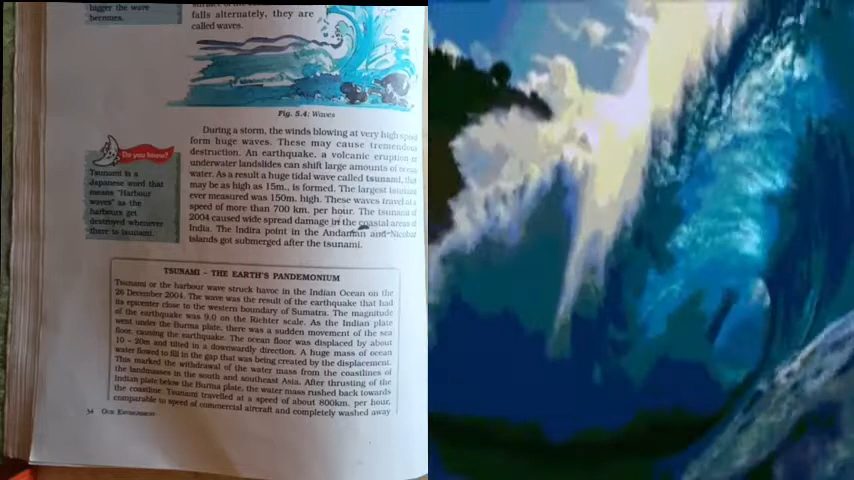 bigger the wave
becomes.
falls alternately, they are
called waves.
Fig. 5.4: Waves
During a storm, the winds blowing at very high speed
form huge waves. These may cause tremendous
destruction. An earthquake, a volcanic eruption or
underwater landslides can shift large amounts of ocean
water. As a result a huge tidal wave called tsunami, that
may be as high as 15m., is formed. The largest tsunami
ever measured was 150m. high. These waves travel at a
speed of more than 700 km. per hour. The tsunami of
2004 caused wide spread damage in the coastal areas of
India. The Indira point in the Andaman and Nicobar
islands got submerged after the tsunami.
Do you know?
Tsunami is a
Japanese word that
means "Harbour
waves" as the
harbours get
destroyed whenever
there is tsunami.
TSUNAMI – THE EARTH'S PANDEMONIUM
Tsunami or the harbour wave struck havoc in the Indian Ocean on the
26 December 2004. The wave was the result of the earthquake that had
its epicenter close to the western boundary of Sumatra. The magnitude
of the earthquake was 9.0 on the Richter scale. As the Indian plate
went under the Burma plate, there was a sudden movement of the sea
floor, causing the earthquake. The ocean floor was displaced by about
10 – 20m and tilted in a downwardly direction. A huge mass of ocean
water flowed to fill in the gap that was being created by the displacement.
This marked the withdrawal of the water mass from the coastlines of
the landmasses in the south and southeast Asia. After thrusting of the
Indian plate below the Burma plate, the water mass rushed back towards
the coastline. Tsunami travelled at a speed of about 800km. per hour,
comparable to speed of commercial aircraft and completely washed away
34 OUR ENVIRONMENT